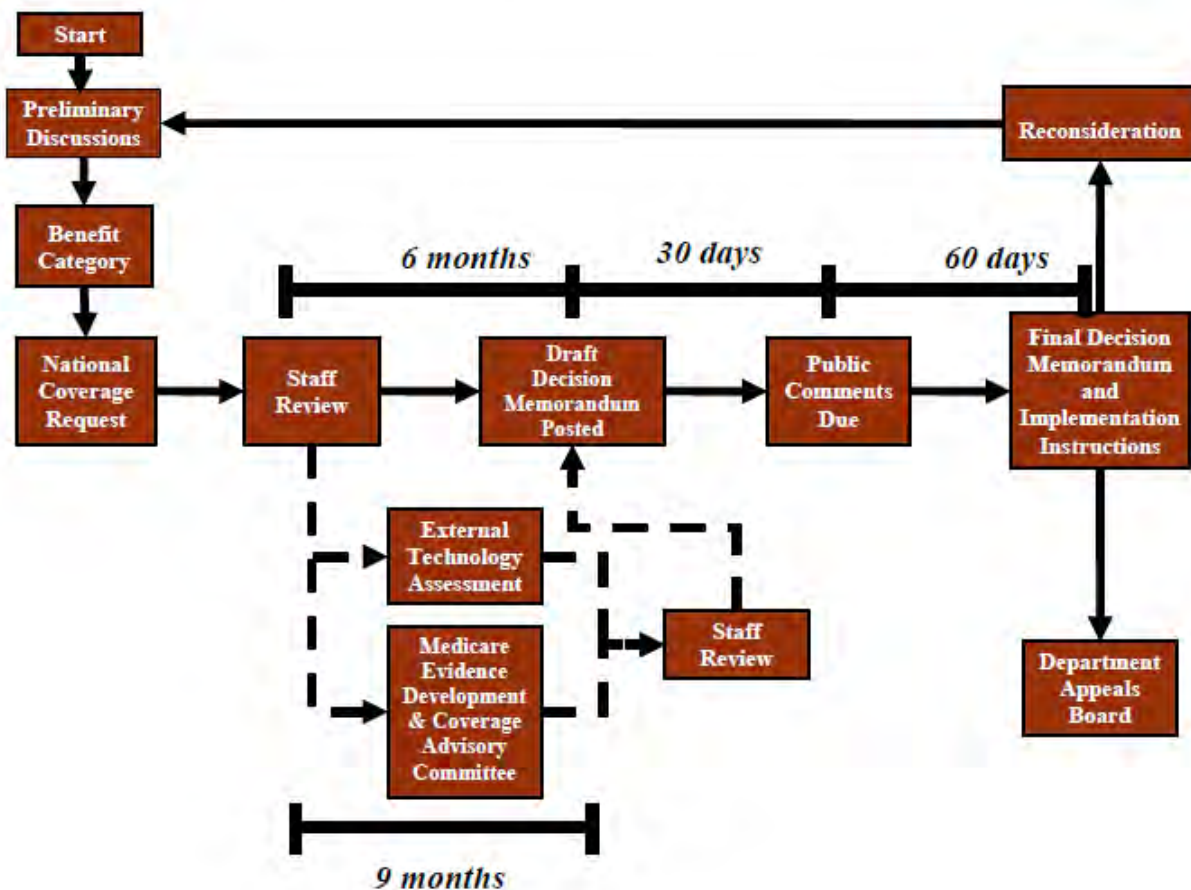 Start
Preliminary
Discussions
Reconsideration
Benefit
Category
6 months
30 days
60 days
National
Coverage
Request
Staff
Review
Draft
Decision
Memorandum
Posted
Public
Comments
Due
Final Decision
Memorandum
and
Implementation
Instructions
External
Technology
Assessment
Medicare
Evidence
Development
& Coverage
Advisory
Committee
Staff
Review
Department
Appeals
Board
9 months